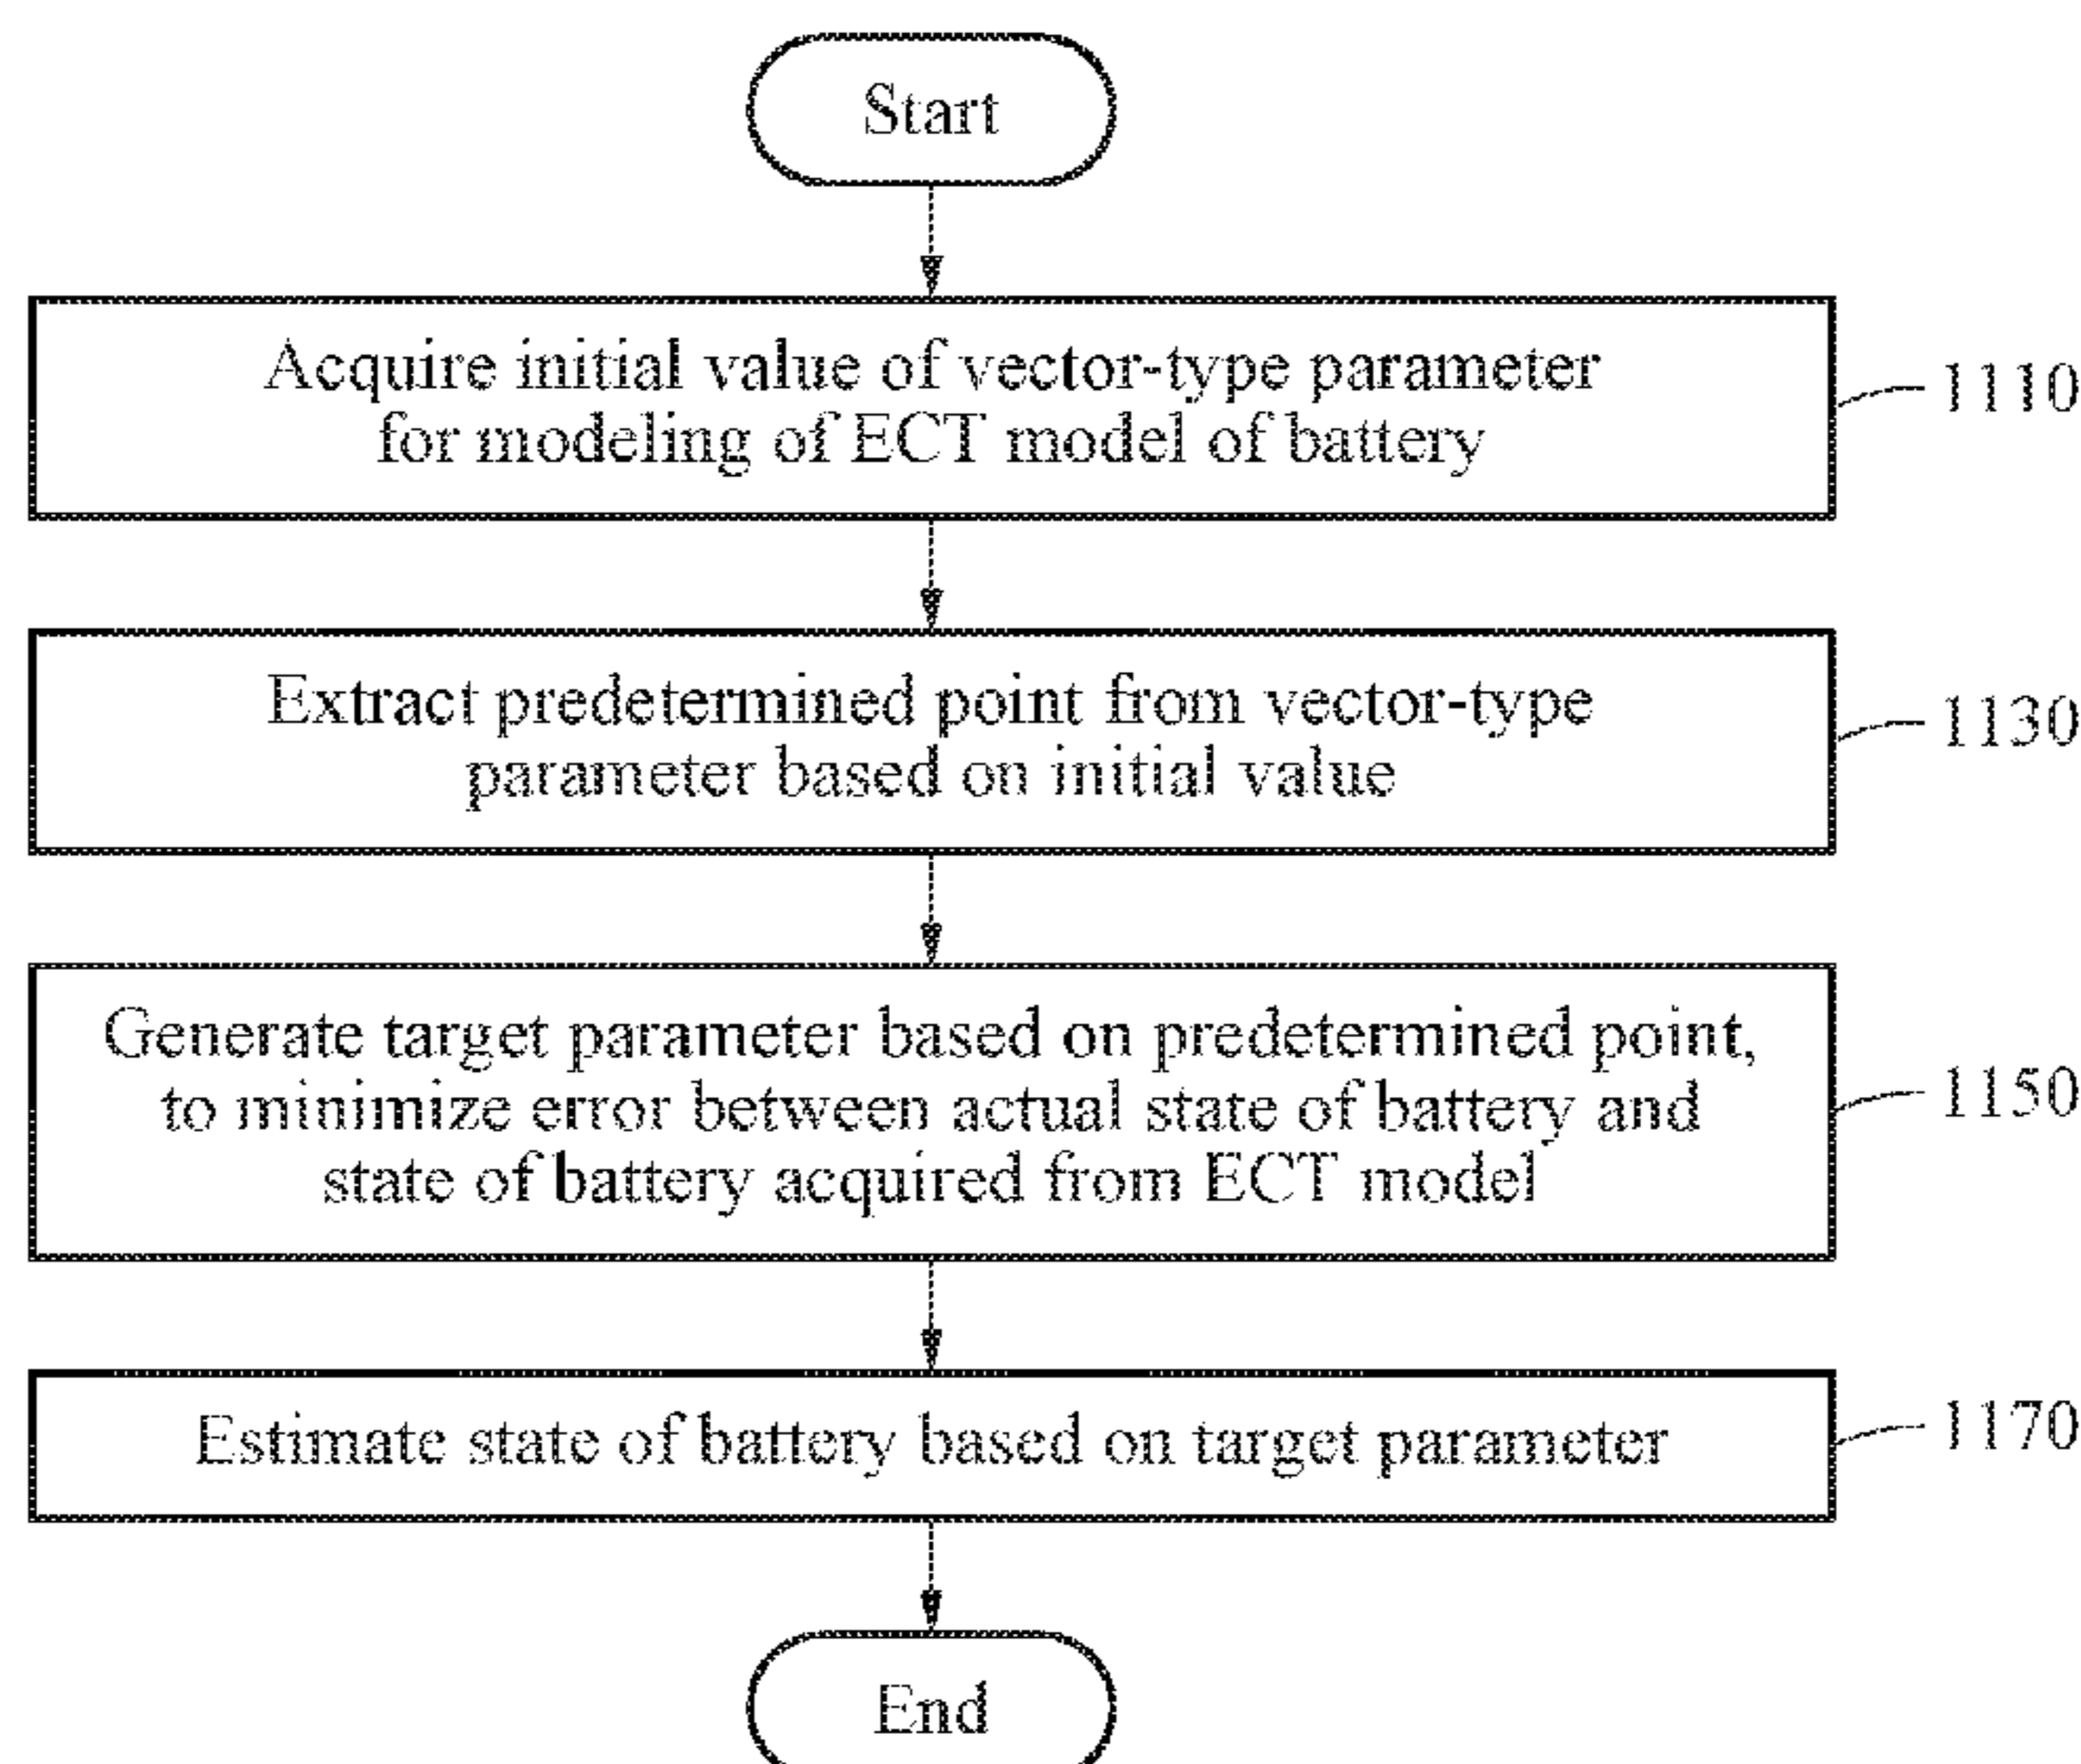 Start
Acquire initial value of vector-type parameter
for modeling of ECT model of battery
1110
Extract predetermined point from vector-type
parameter based on initial value
1130
Generate target parameter based on predetermined point,
to minimize error between actual state of battery and
state of battery acquired from ECT model
1150
Estimate state of battery based on target parameter
1170
End